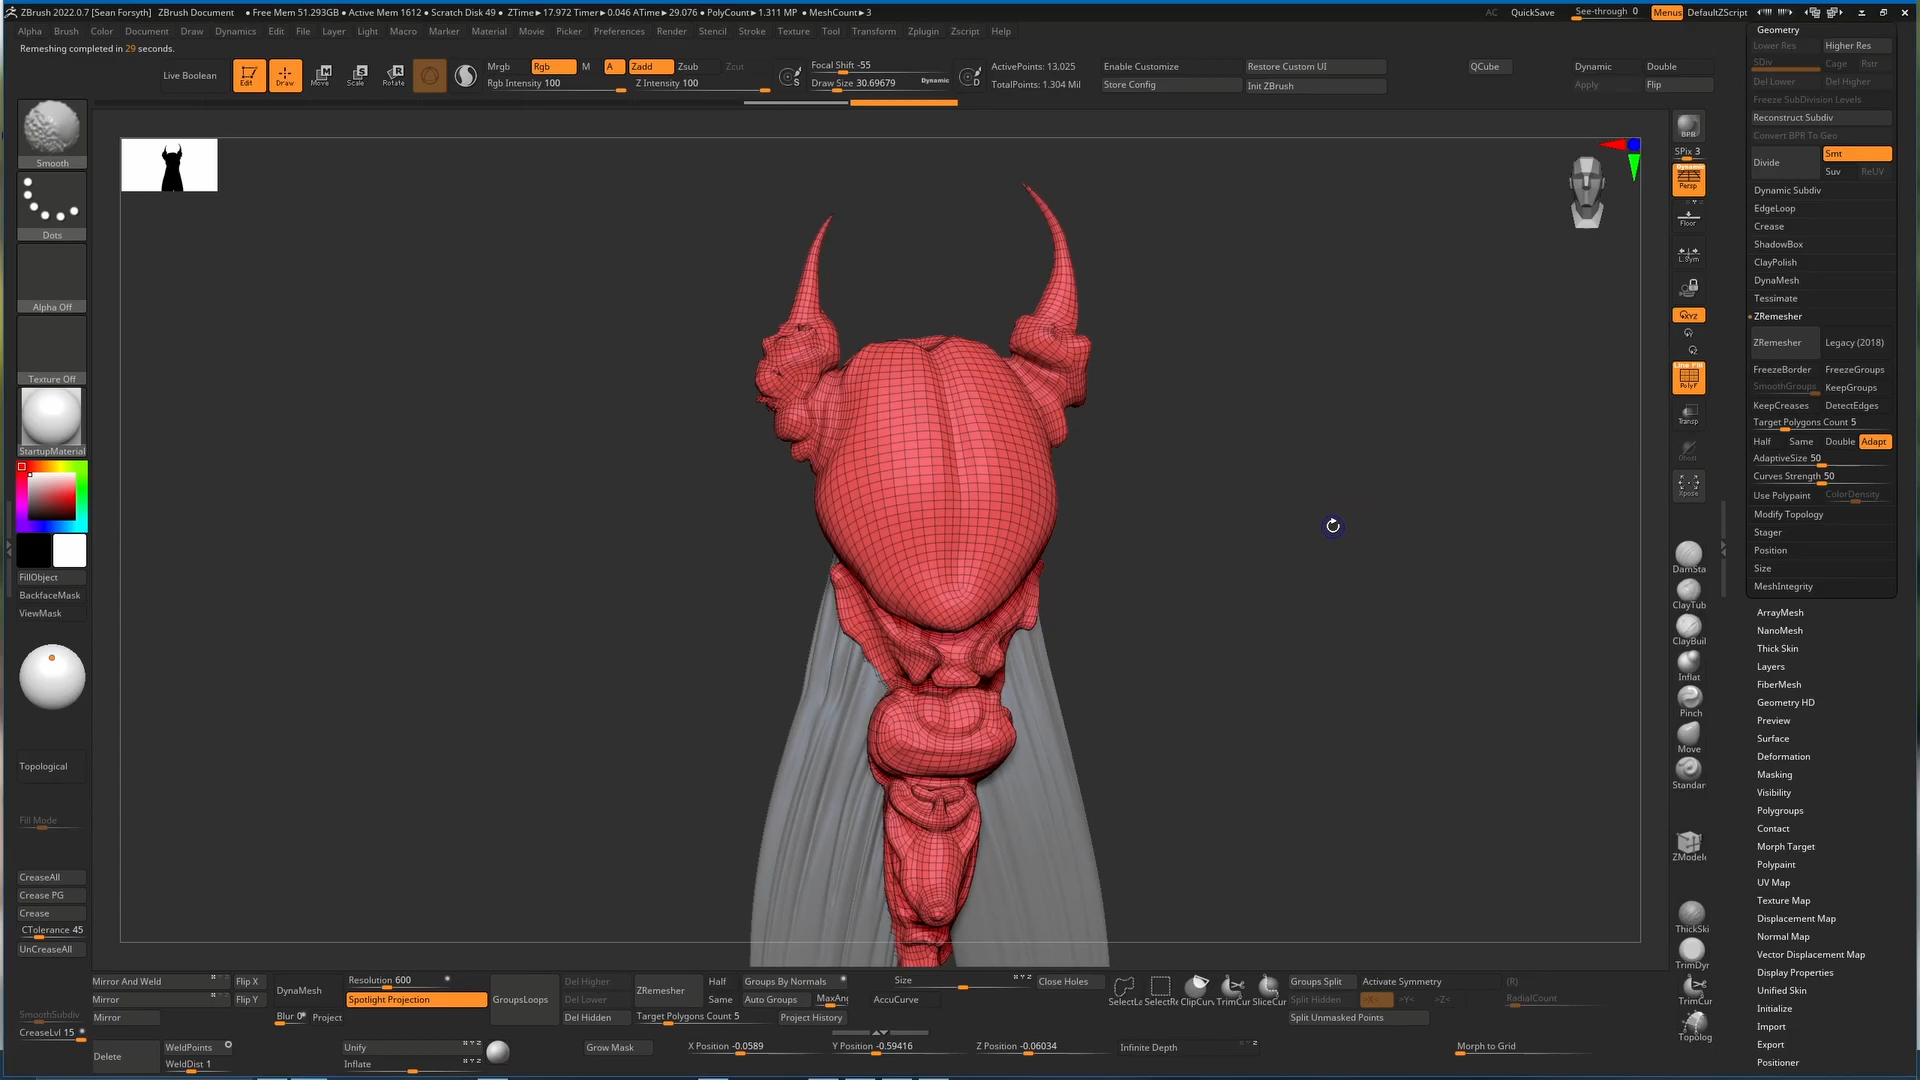 ZBrush 2022.0.7 [Sean Forsyth] ZBrush Document ● Free Mem 51.293GB ● Active Mem 1612 ● Scratch Disk 49 ● ZTime▶17.972 Timer▶0.046 ATime▶29.076 ● PolyCount▶1.311 MP ● MeshCount▶3 AC QuickSave See-through 0 Menus DefaultZScript
Alpha Brush Color Document Draw Dynamics Edit File Layer Light Macro Marker Material Movie Picker Preferences Render Stencil Stroke Texture Tool Transform Zplugin Zscript Help
Remeshing completed in 29 seconds.
Live Boolean
Edit
Draw
Move
Scale
Rotate
Mrgb Rgb M A Zadd Zsub Zcut
Rgb Intensity 100 Z Intensity 100
Focal Shift -55
Draw Size 30.69679 Dynamic
ActivePoints: 13,025
TotalPoints: 1.304 Mil
Enable Customize Restore Custom UI
Store Config Init ZBrush
QCube
Dynamic Double
Apply Flip
Smooth
Dots
Alpha Off
Texture Off
StartupMaterial
FillObject
BackfaceMask
ViewMask
Topological
Fill Mode
CreaseAll
Crease PG
Crease
CTolerance 45
UnCreaseAll
SmoothSubdiv
CreaseLvl 15
BPR
SPix 3
Dynamic
Persp
Floor
L.Sym
XYZ
Line Fill
PolyF
Transp
Ghost
Xpose
DamSta
ClayTub
ClayBuil
Inflat
Pinch
Move
Standar
ZModele
ThickSki
TrimDyr
TrimCur
Topolog
Geometry
Lower Res Higher Res
SDiv Cage Rstr
Del Lower Del Higher
Freeze SubDivision Levels
Reconstruct Subdiv
Convert BPR To Geo
Divide Smt
Suv ReUV
Dynamic Subdiv
EdgeLoop
Crease
ShadowBox
ClayPolish
DynaMesh
Tessimate
ZRemesher
ZRemesher Legacy (2018)
FreezeBorder FreezeGroups
SmoothGroups KeepGroups
KeepCreases DetectEdges
Target Polygons Count 5
Half Same Double Adapt
AdaptiveSize 50
Curves Strength 50
Use Polypaint ColorDensity
Modify Topology
Stager
Position
Size
MeshIntegrity
ArrayMesh
NanoMesh
Thick Skin
Layers
FiberMesh
Geometry HD
Preview
Surface
Deformation
Masking
Visibility
Polygroups
Contact
Morph Target
Polypaint
UV Map
Texture Map
Displacement Map
Normal Map
Vector Displacement Map
Display Properties
Unified Skin
Initialize
Import
Export
Positioner
Mirror And Weld Flip X
Mirror Flip Y
Mirror
DynaMesh
Resolution 600
Spotlight Projection
Blur 0 Project
GroupsLoops
Del Higher
Del Lower
Del Hidden
ZRemesher Half
Same
Target Polygons Count 5
Groups By Normals
Auto Groups MaxAng
Project History
Size
AccuCurve
Close Holes
SelectLa SelectRe ClipCurv TrimCur SliceCur
Groups Split
Split Hidden
Split Unmasked Points
Activate Symmetry
>X< >Y< >Z<
(R)
RadialCount
Delete
WeldPoints
WeldDist 1
Unify
Inflate
Grow Mask
X Position -0.0589 Y Position -0.59416 Z Position -0.06034
Infinite Depth
Morph to Grid